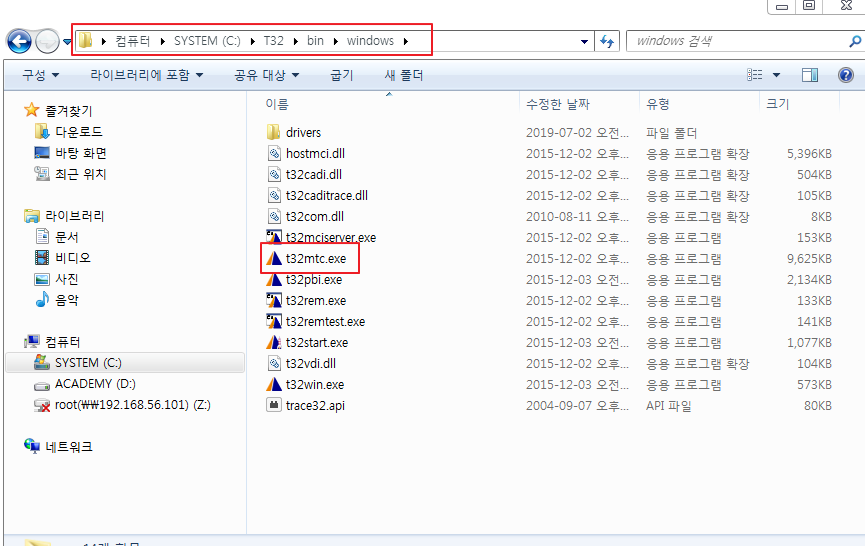 컴퓨터 SYSTEM (C:) T32 bin windows windows 검색
구성 라이브러리에 포함 공유 대상 굽기 새 폴더
즐겨찾기
다운로드
바탕 화면
최근 위치
라이브러리
문서
비디오
사진
음악
컴퓨터
SYSTEM (C:)
ACADEMY (D:)
root(₩₩192.168.56.101) (Z:)
네트워크
이름 수정한 날짜 유형 크기
drivers 2019-07-02 오전... 파일 폴더
hostmci.dll 2015-12-02 오후... 응용 프로그램 확장 5,396KB
t32cadi.dll 2015-12-02 오후... 응용 프로그램 확장 504KB
t32caditrace.dll 2015-12-02 오후... 응용 프로그램 확장 105KB
t32com.dll 2010-08-11 오후... 응용 프로그램 확장 8KB
t32mciserver.exe 2015-12-02 오후... 응용 프로그램 153KB
t32mtc.exe 2015-12-02 오후... 응용 프로그램 9,625KB
t32pbi.exe 2015-12-03 오전... 응용 프로그램 2,134KB
t32rem.exe 2015-12-02 오후... 응용 프로그램 133KB
t32remtest.exe 2015-12-02 오후... 응용 프로그램 141KB
t32start.exe 2015-12-03 오전... 응용 프로그램 1,077KB
t32vdi.dll 2015-12-02 오후... 응용 프로그램 확장 104KB
t32win.exe 2015-12-03 오전... 응용 프로그램 573KB
trace32.api 2004-09-07 오후... API 파일 80KB